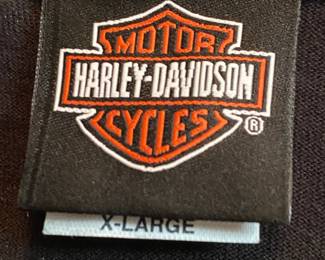 MOTOR
HARLEY-DAVIDSON
CYCLES
®
X-LARGE